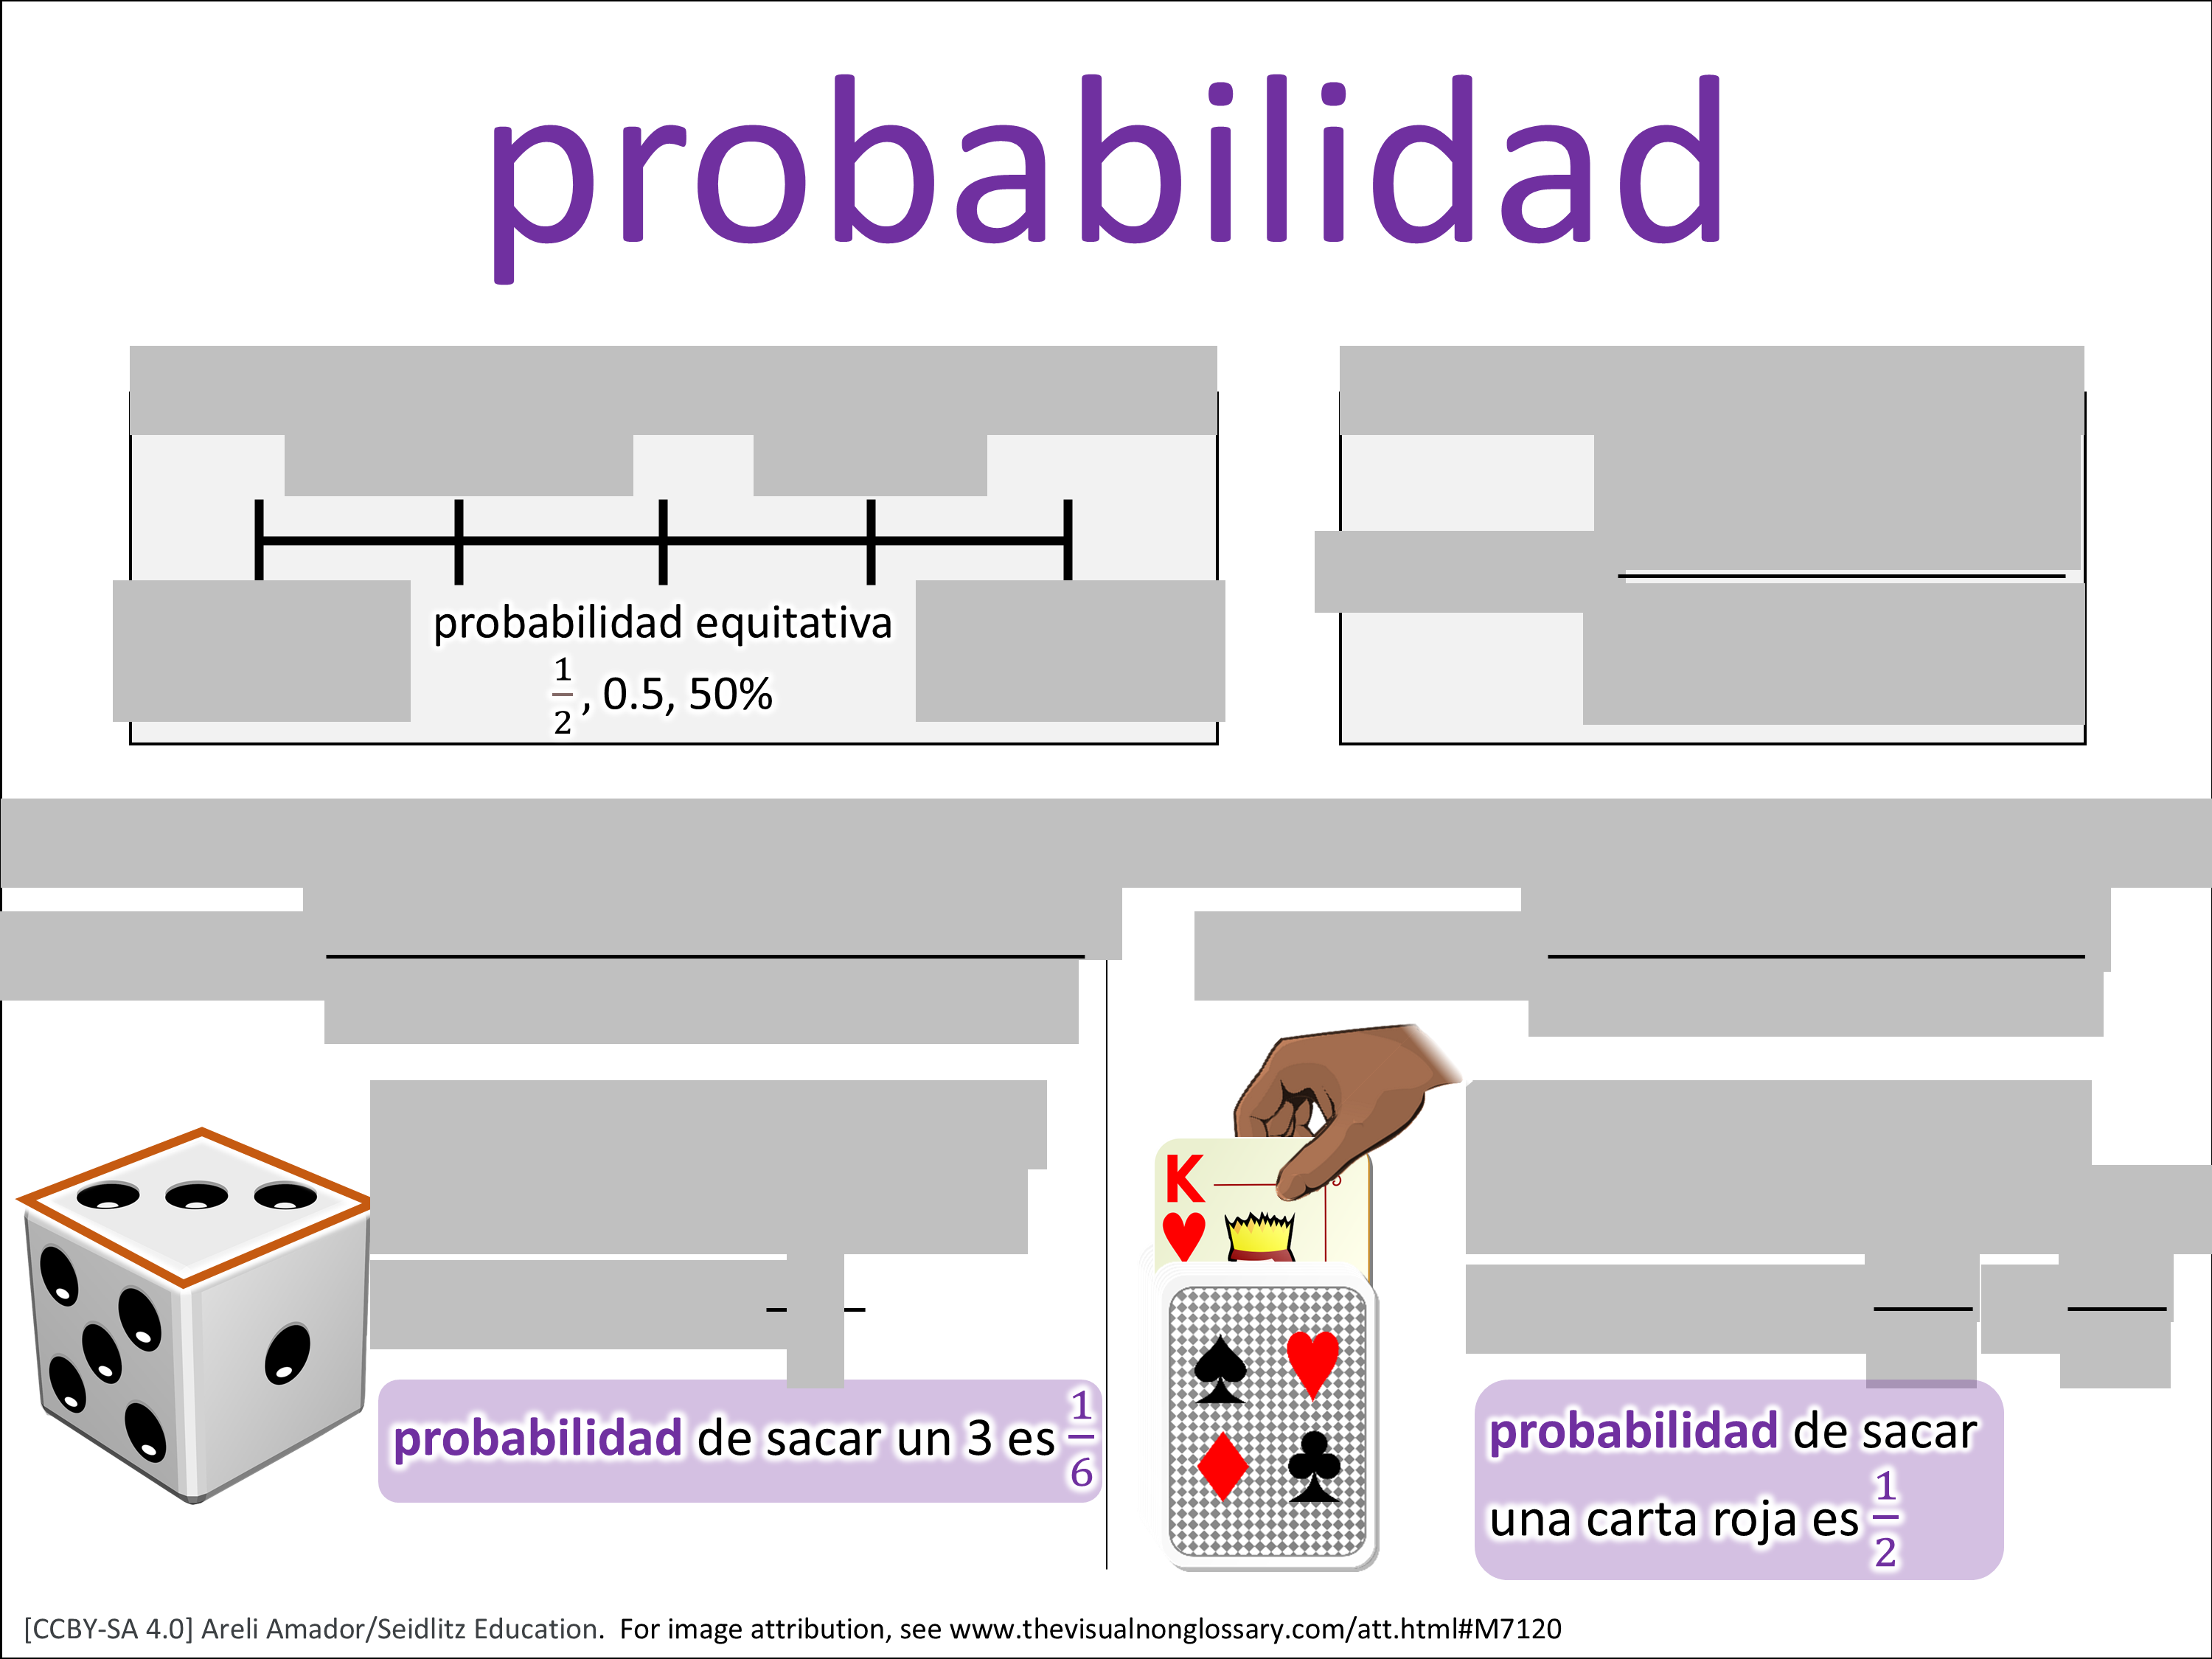 probabilidad
probabilidad equitativa
1/2, 0.5, 50%
K
probabilidad de sacar un 3 es 1/6
probabilidad de sacar
una carta roja es 1/2
[CCBY-SA 4.0] Areli Amador/Seidlitz Education. For image attribution, see www.thevisualnonglossary.com/att.html#M7120